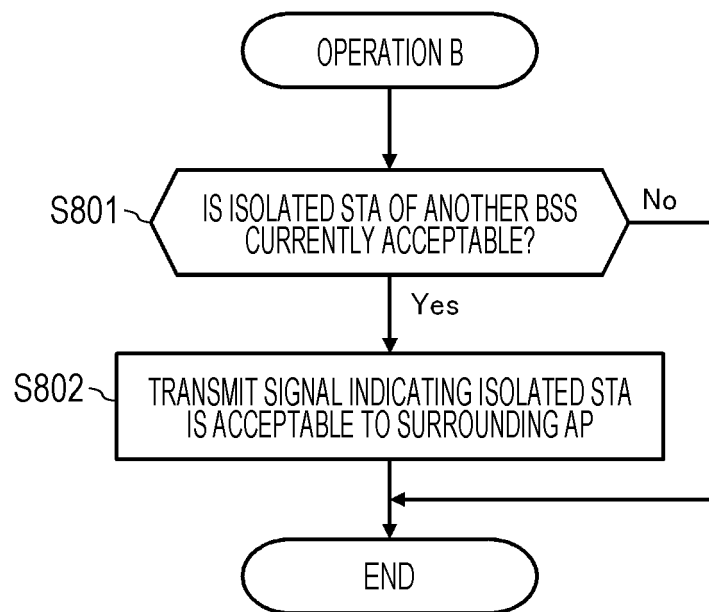 OPERATION B
S801
IS ISOLATED STA OF ANOTHER BSS
CURRENTLY ACCEPTABLE?
No
Yes
S802
TRANSMIT SIGNAL INDICATING ISOLATED STA
IS ACCEPTABLE TO SURROUNDING AP
END